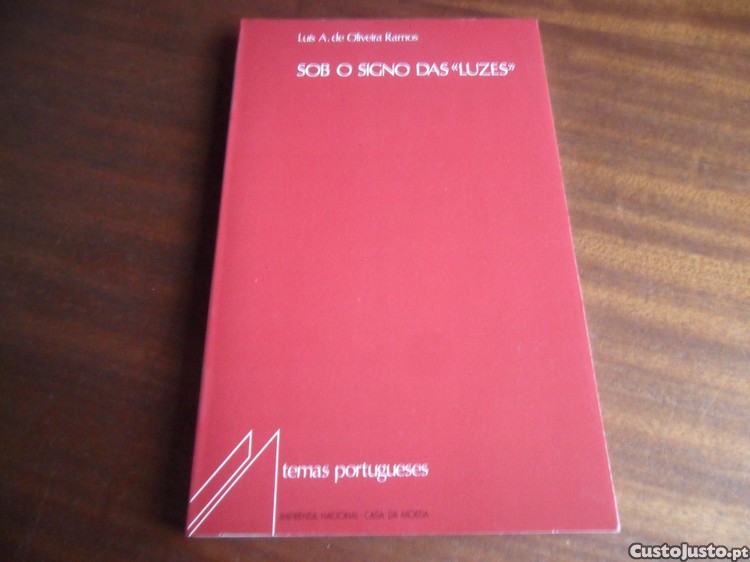 Luís A. de Oliveira Ramos
SOB O SIGNO DAS «LUZES»
temas portugueses
IMPRENSA NACIONAL - CASA DA MOEDA
CustoJusto.pt